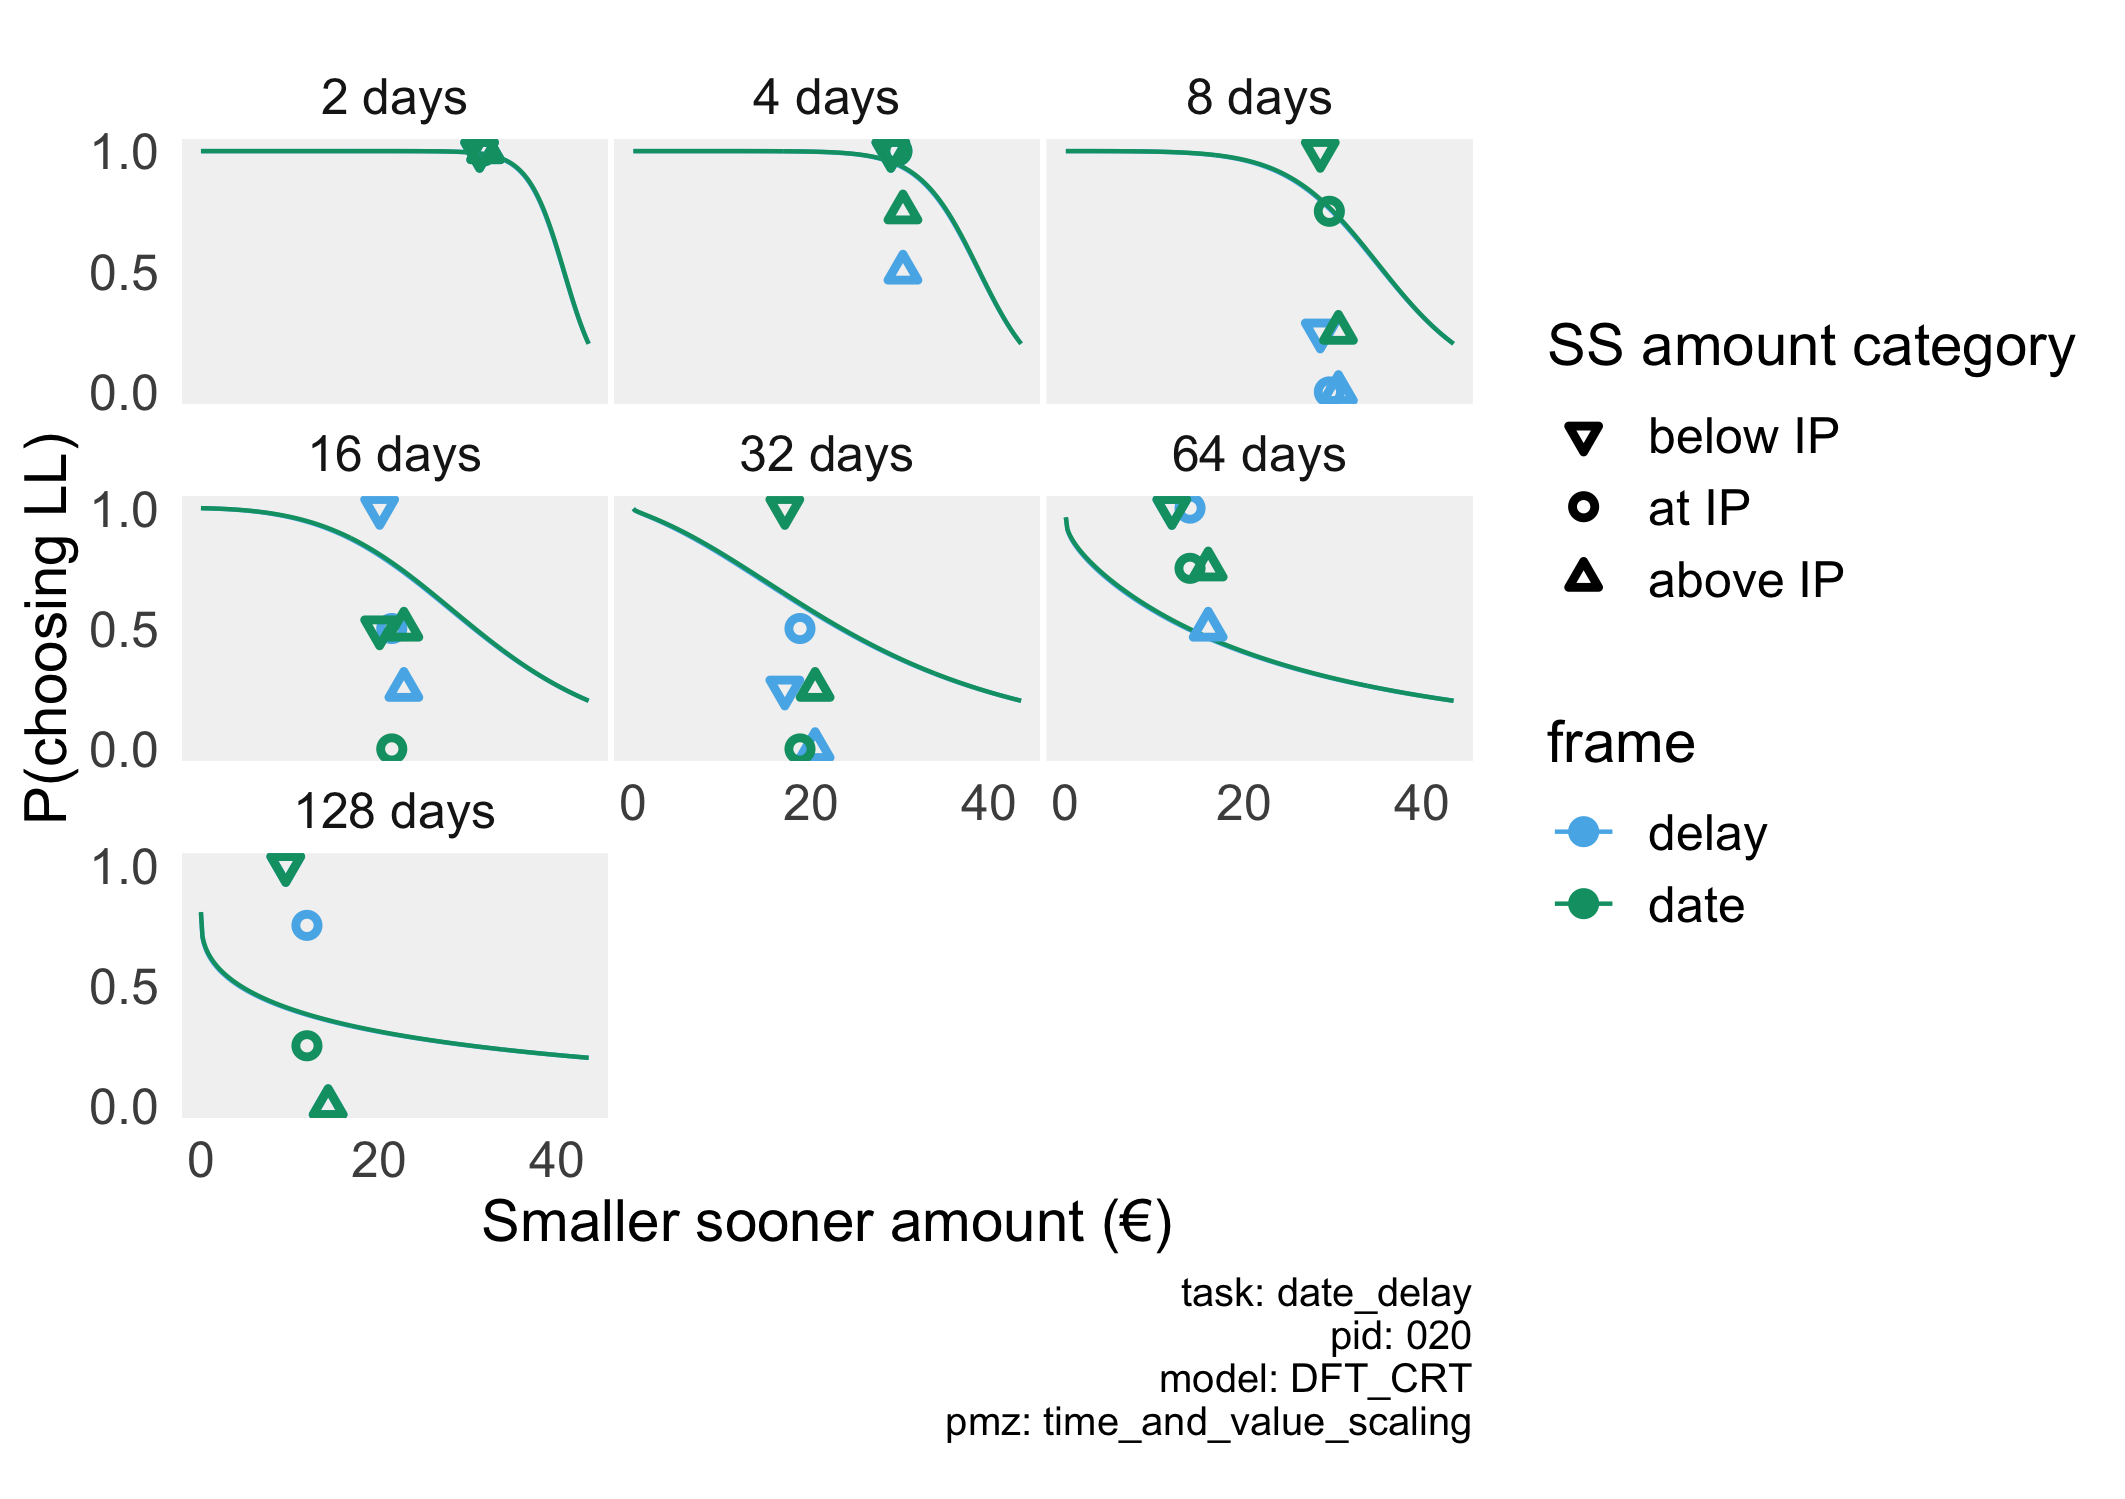 2 days
4 days
8 days
1.0
0.5
0.0
16 days
32 days
64 days
1.0
0.5
0.0
0
20
40
0
20
40
128 days
1.0
0.5
0.0
0
20
40
P(choosing LL)
Smaller sooner amount (€)
SS amount category
below IP
at IP
above IP
frame
delay
date
task: date_delay
pid: 020
model: DFT_CRT
pmz: time_and_value_scaling